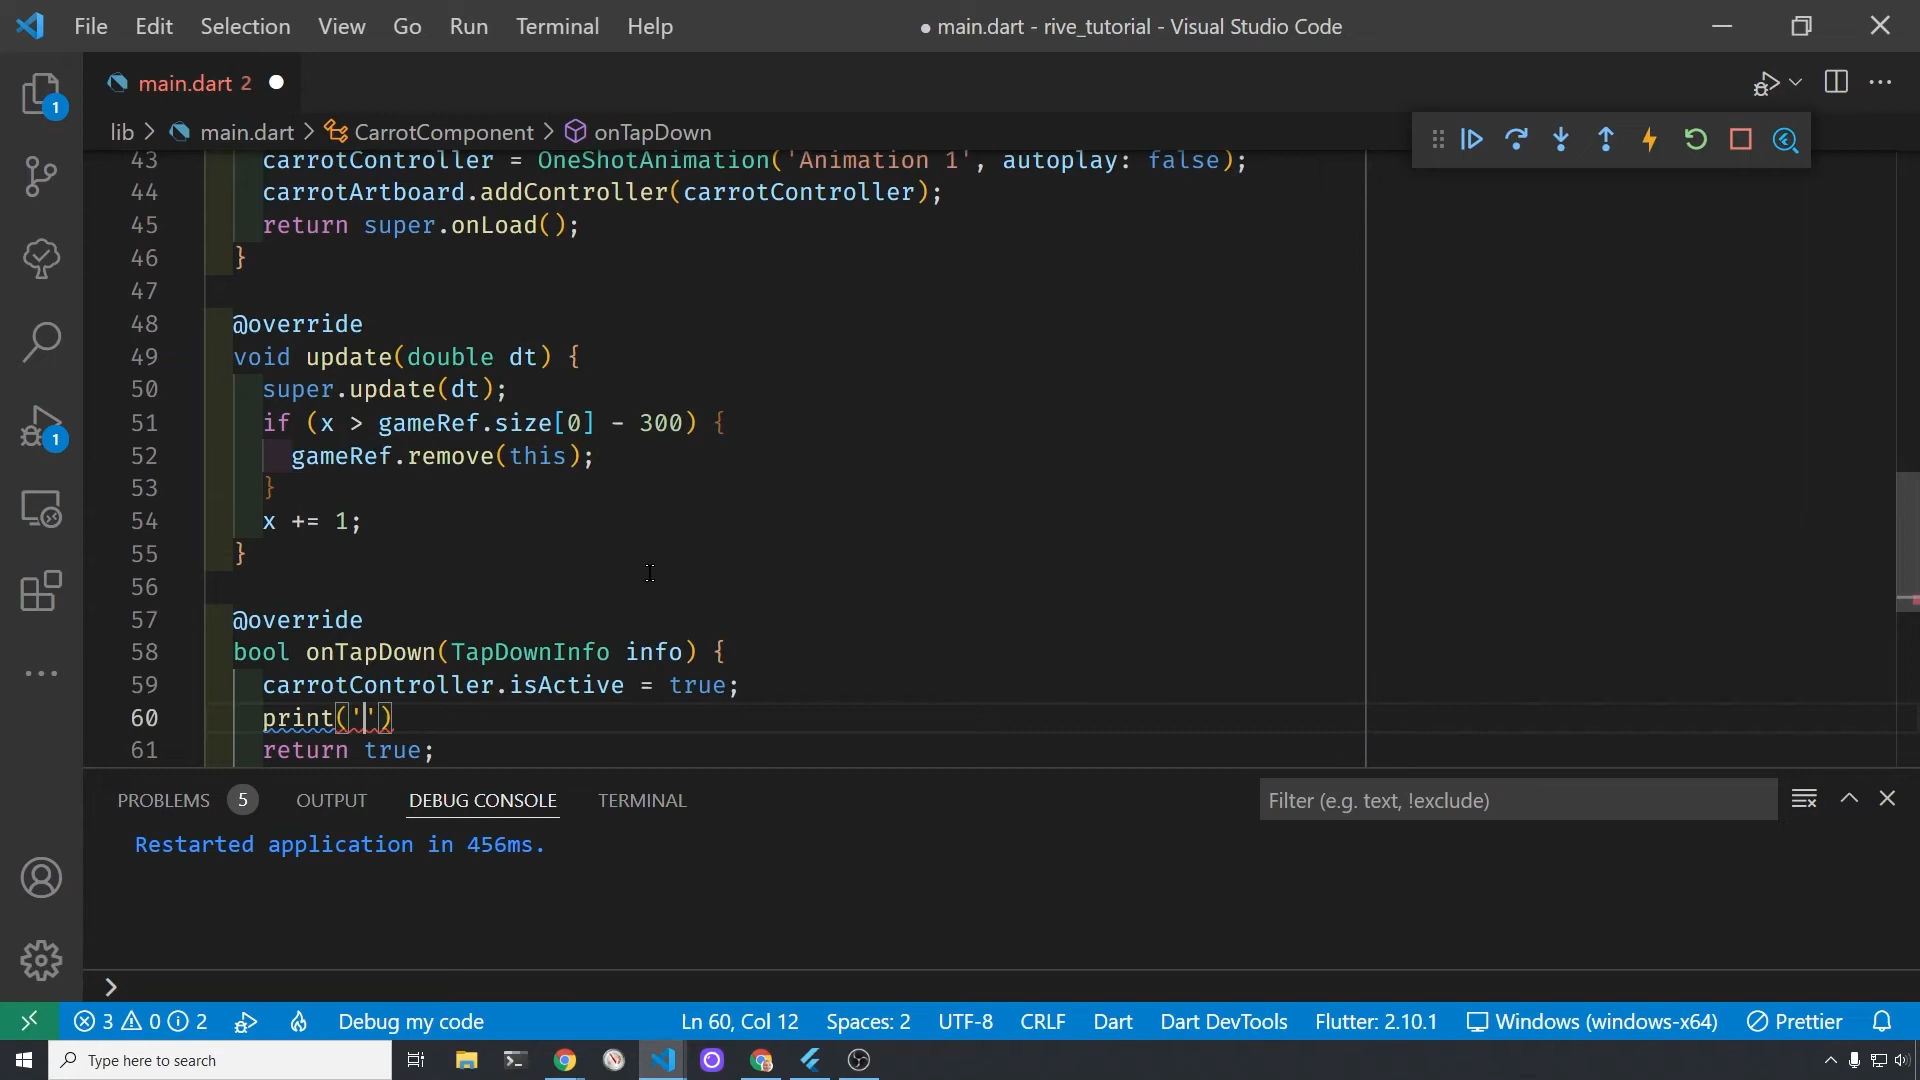 File Edit Selection View Go Run Terminal Help
● main.dart - rive_tutorial - Visual Studio Code
main.dart 2
lib > main.dart > CarrotComponent > onTapDown
43 carrotController = OneShotAnimation('Animation 1', autoplay: false);
44 carrotArtboard.addController(carrotController);
45 return super.onLoad();
46 }
47
48 @override
49 void update(double dt) {
50 super.update(dt);
51 if (x > gameRef.size[0] - 300) {
52 gameRef.remove(this);
53 }
54 x += 1;
55 }
56
57 @override
58 bool onTapDown(TapDownInfo info) {
59 carrotController.isActive = true;
60 print('')
61 return true;
1
1
PROBLEMS 5 OUTPUT DEBUG CONSOLE TERMINAL
Filter (e.g. text, !exclude)
Restarted application in 456ms.
>
3 0 2 Debug my code Ln 60, Col 12 Spaces: 2 UTF-8 CRLF Dart Dart DevTools Flutter: 2.10.1 Windows (windows-x64) Prettier
Type here to search